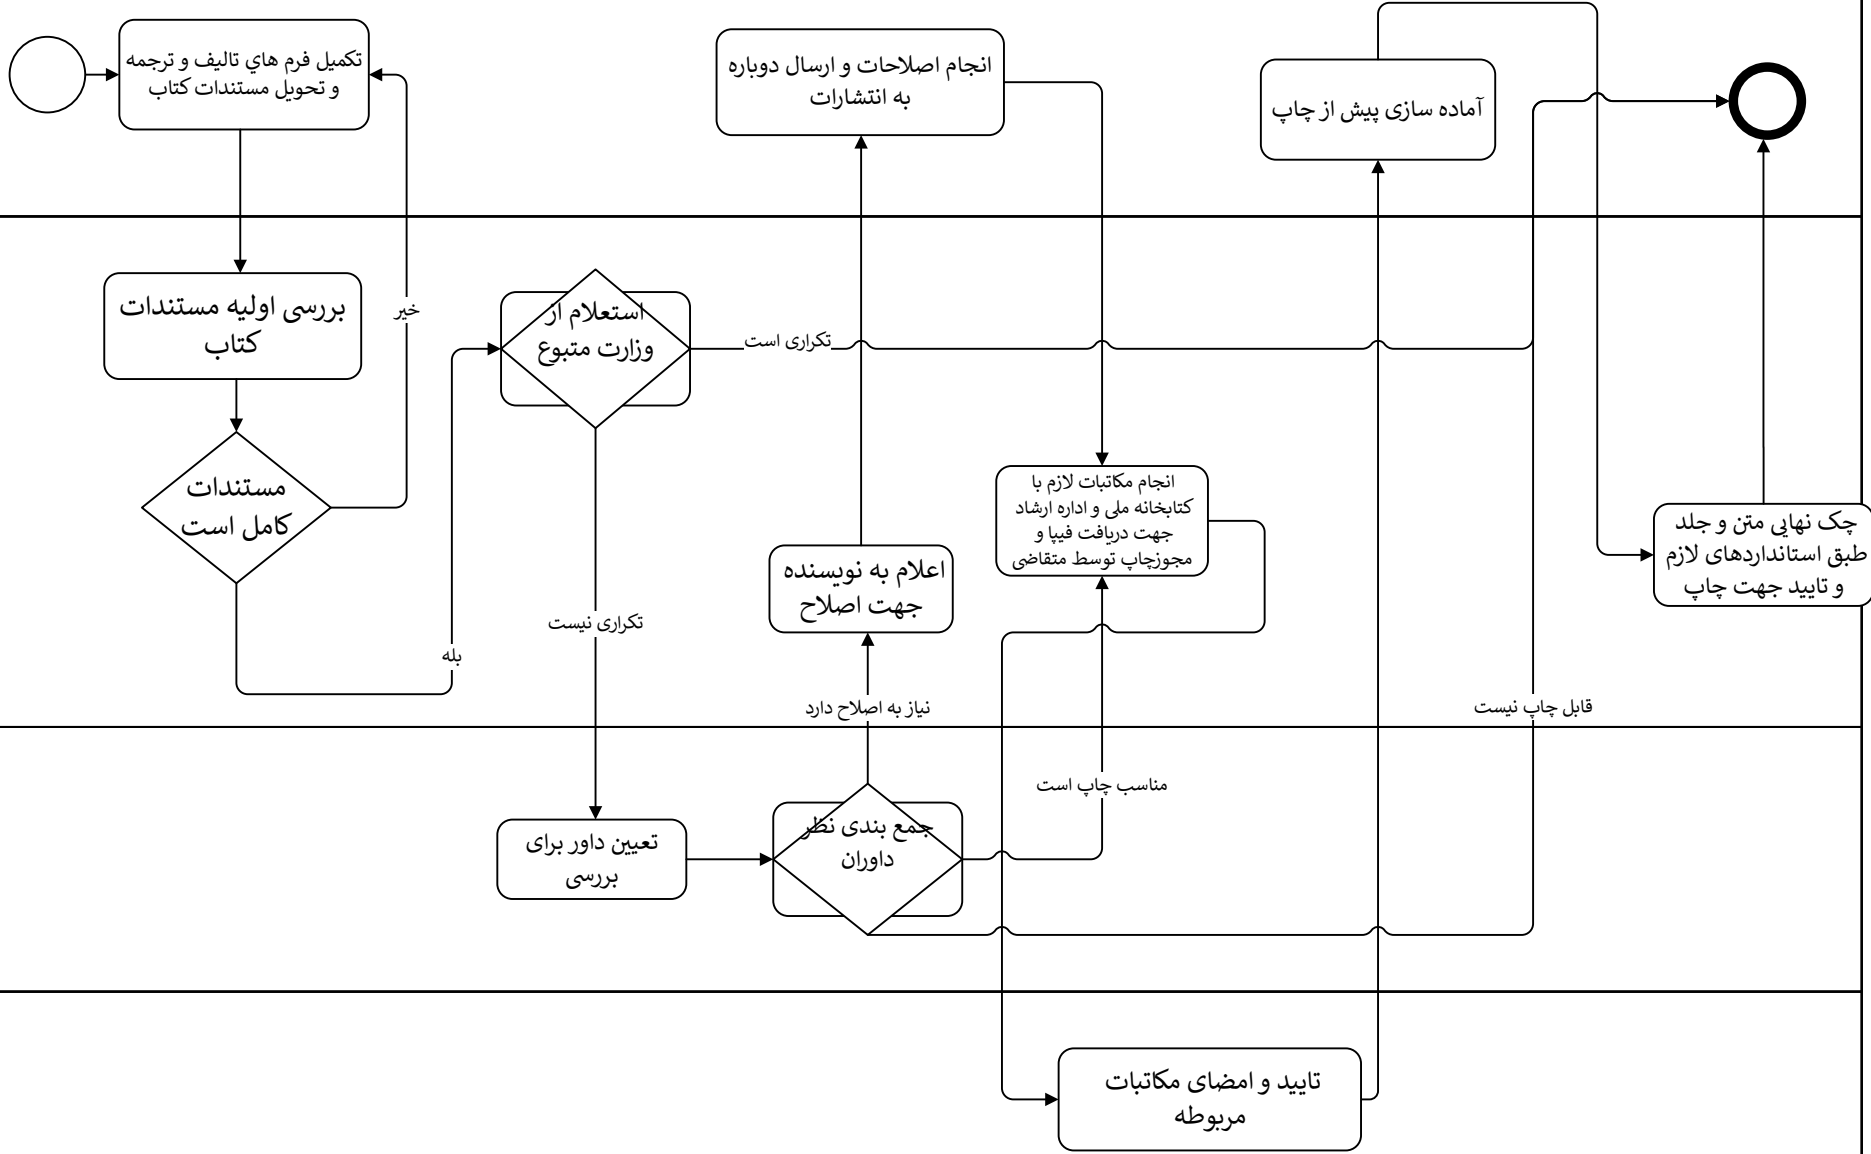 تکمیل فرم هاي تالیف و ترجمه
و تحویل مستندات کتاب
انجام اصلاحات و ارسال دوباره
به انتشارات
آماده سازی پیش از چاپ
بررسی اولیه مستندات
کتاب
خیر
استعلام از
وزارت متبوع
تکراری است
مستندات
کامل است
انجام مکاتبات لازم با
کتابخانه ملی و اداره ارشاد
جهت دریافت فیپا و
مجوزچاپ توسط متقاضی
چک نهایی متن و جلد
طبق استانداردهای لازم
و تایید جهت چاپ
اعلام به نویسنده
جهت اصلاح
تکراری نیست
بله
نیاز به اصلاح دارد
قابل چاپ نیست
مناسب چاپ است
تعیین داور برای
بررسی
جمع بندی نظر
داوران
تایید و امضای مکاتبات
مربوطه